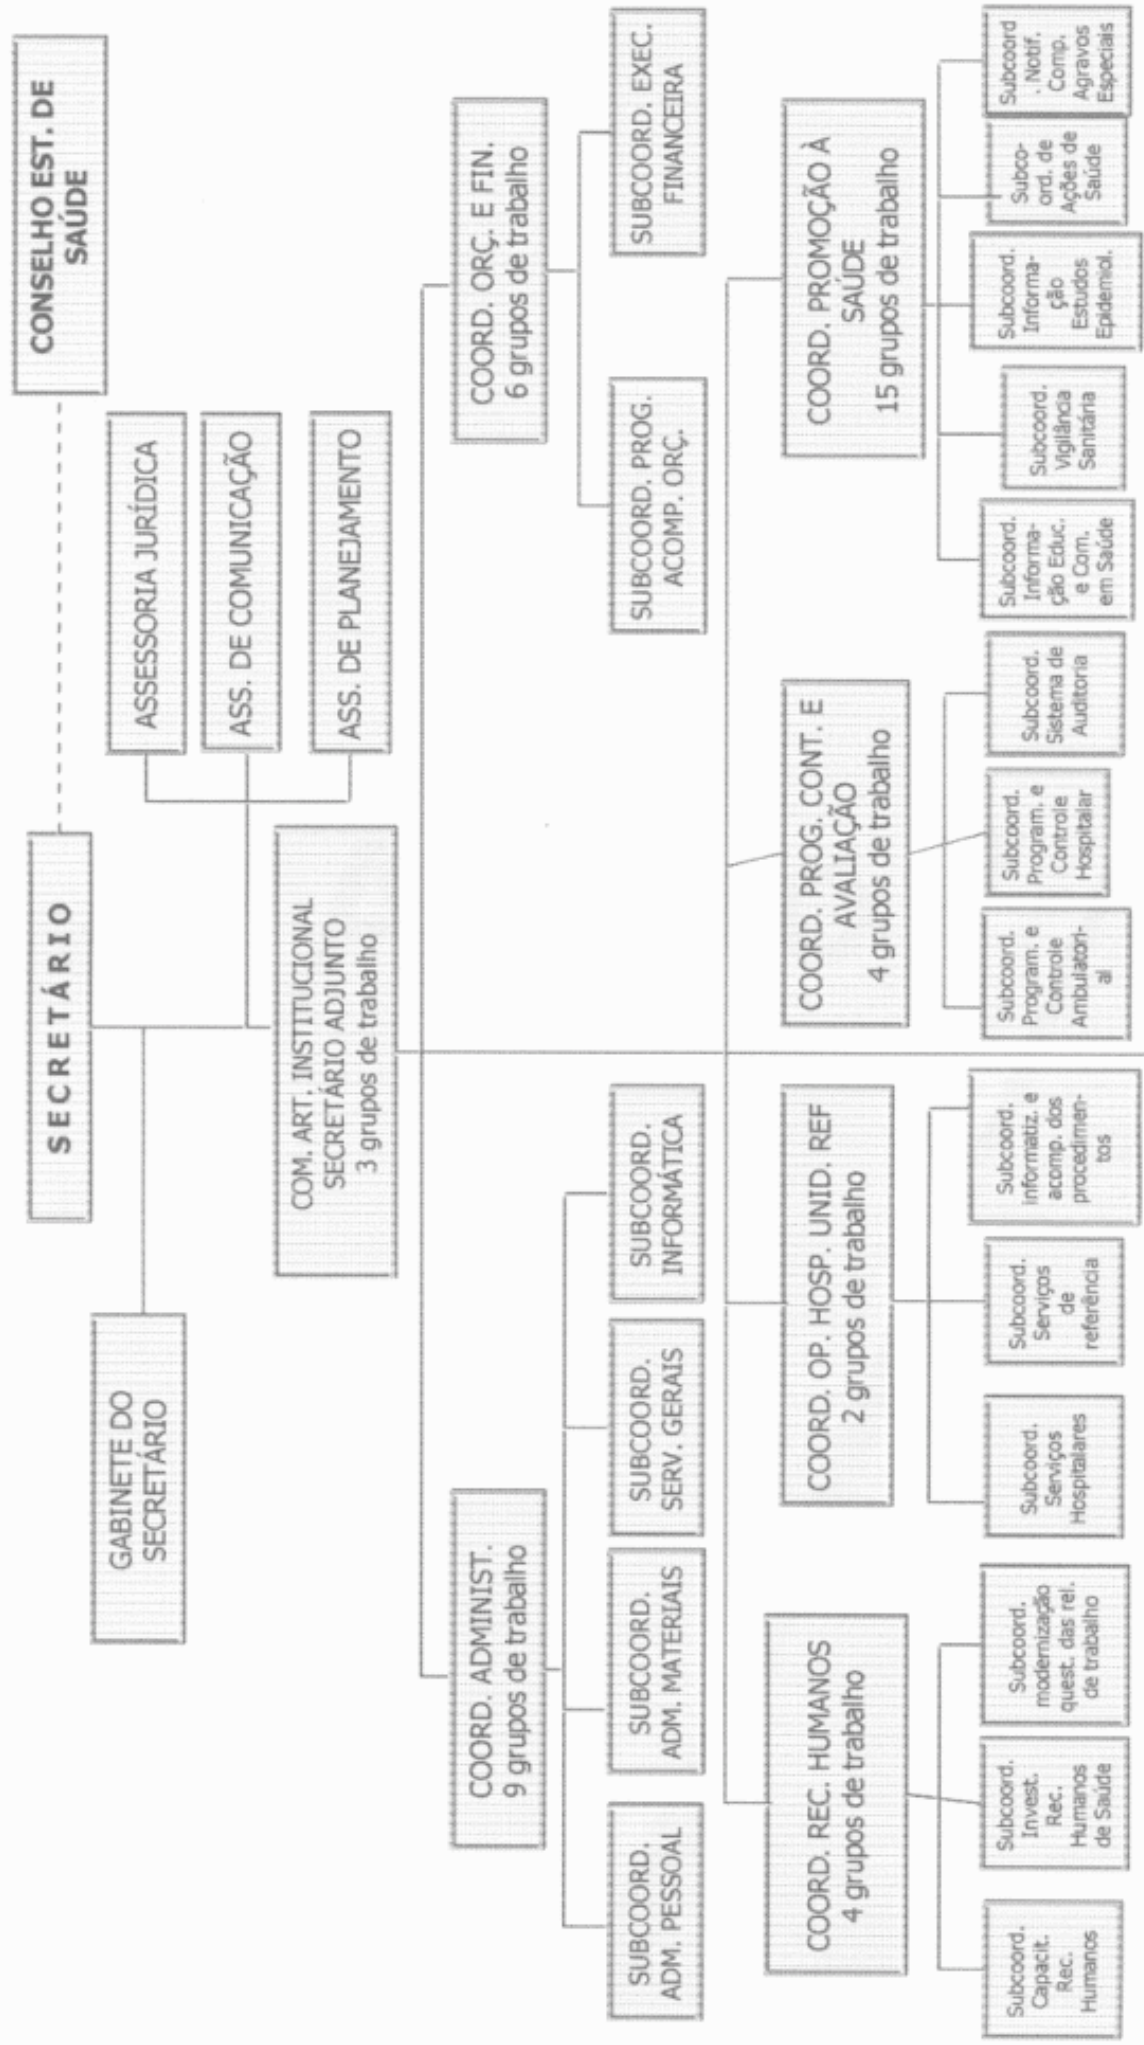 CONSELHO EST. DE
SAÚDE
SECRETÁRIO
GABINETE DO
SECRETÁRIO
ASSESSORIA JURÍDICA
ASS. DE COMUNICAÇÃO
ASS. DE PLANEJAMENTO
COM. ART. INSTITUCIONAL
SECRETÁRIO ADJUNTO
3 grupos de trabalho
COORD. ADMINIST.
9 grupos de trabalho
COORD. ORÇ. E FIN.
6 grupos de trabalho
SUBCOORD.
ADM. PESSOAL
SUBCOORD.
ADM. MATERIAIS
SUBCOORD.
SERV. GERAIS
SUBCOORD.
INFORMÁTICA
SUBCOORD. PROG.
ACOMP. ORÇ.
SUBCOORD. EXEC.
FINANCEIRA
COORD. REC. HUMANOS
4 grupos de trabalho
COORD. OP. HOSP. UNID. REF
2 grupos de trabalho
COORD. PROG. CONT. E
AVALIAÇÃO
4 grupos de trabalho
COORD. PROMOÇÃO À
SAÚDE
15 grupos de trabalho
Subcoord.
Capacit.
Rec.
Humanos
Subcoord.
Invest.
Rec.
Humanos
de Saúde
Subcoord.
modernização
quest. das rel.
de trabalho
Subcoord.
Serviços
Hospitalares
Subcoord.
Serviços
de
referência
Subcoord.
informatiz. e
acomp. dos
procedimen-
tos
Subcoord.
Program. e
Controle
Ambulatori-
al
Subcoord.
Program. e
Controle
Hospitalar
Subcoord.
Sistema de
Auditoria
Subcoord.
Informa-
ção Educ.
e Com.
em Saúde
Subcoord.
Vigilância
Sanitária
Subcoord.
Informa-
ção
Estudos
Epidemiol.
Subco-
ord. de
Ações de
Saúde
Subcoord
. Notif.
Comp.
Agravos
Especiais